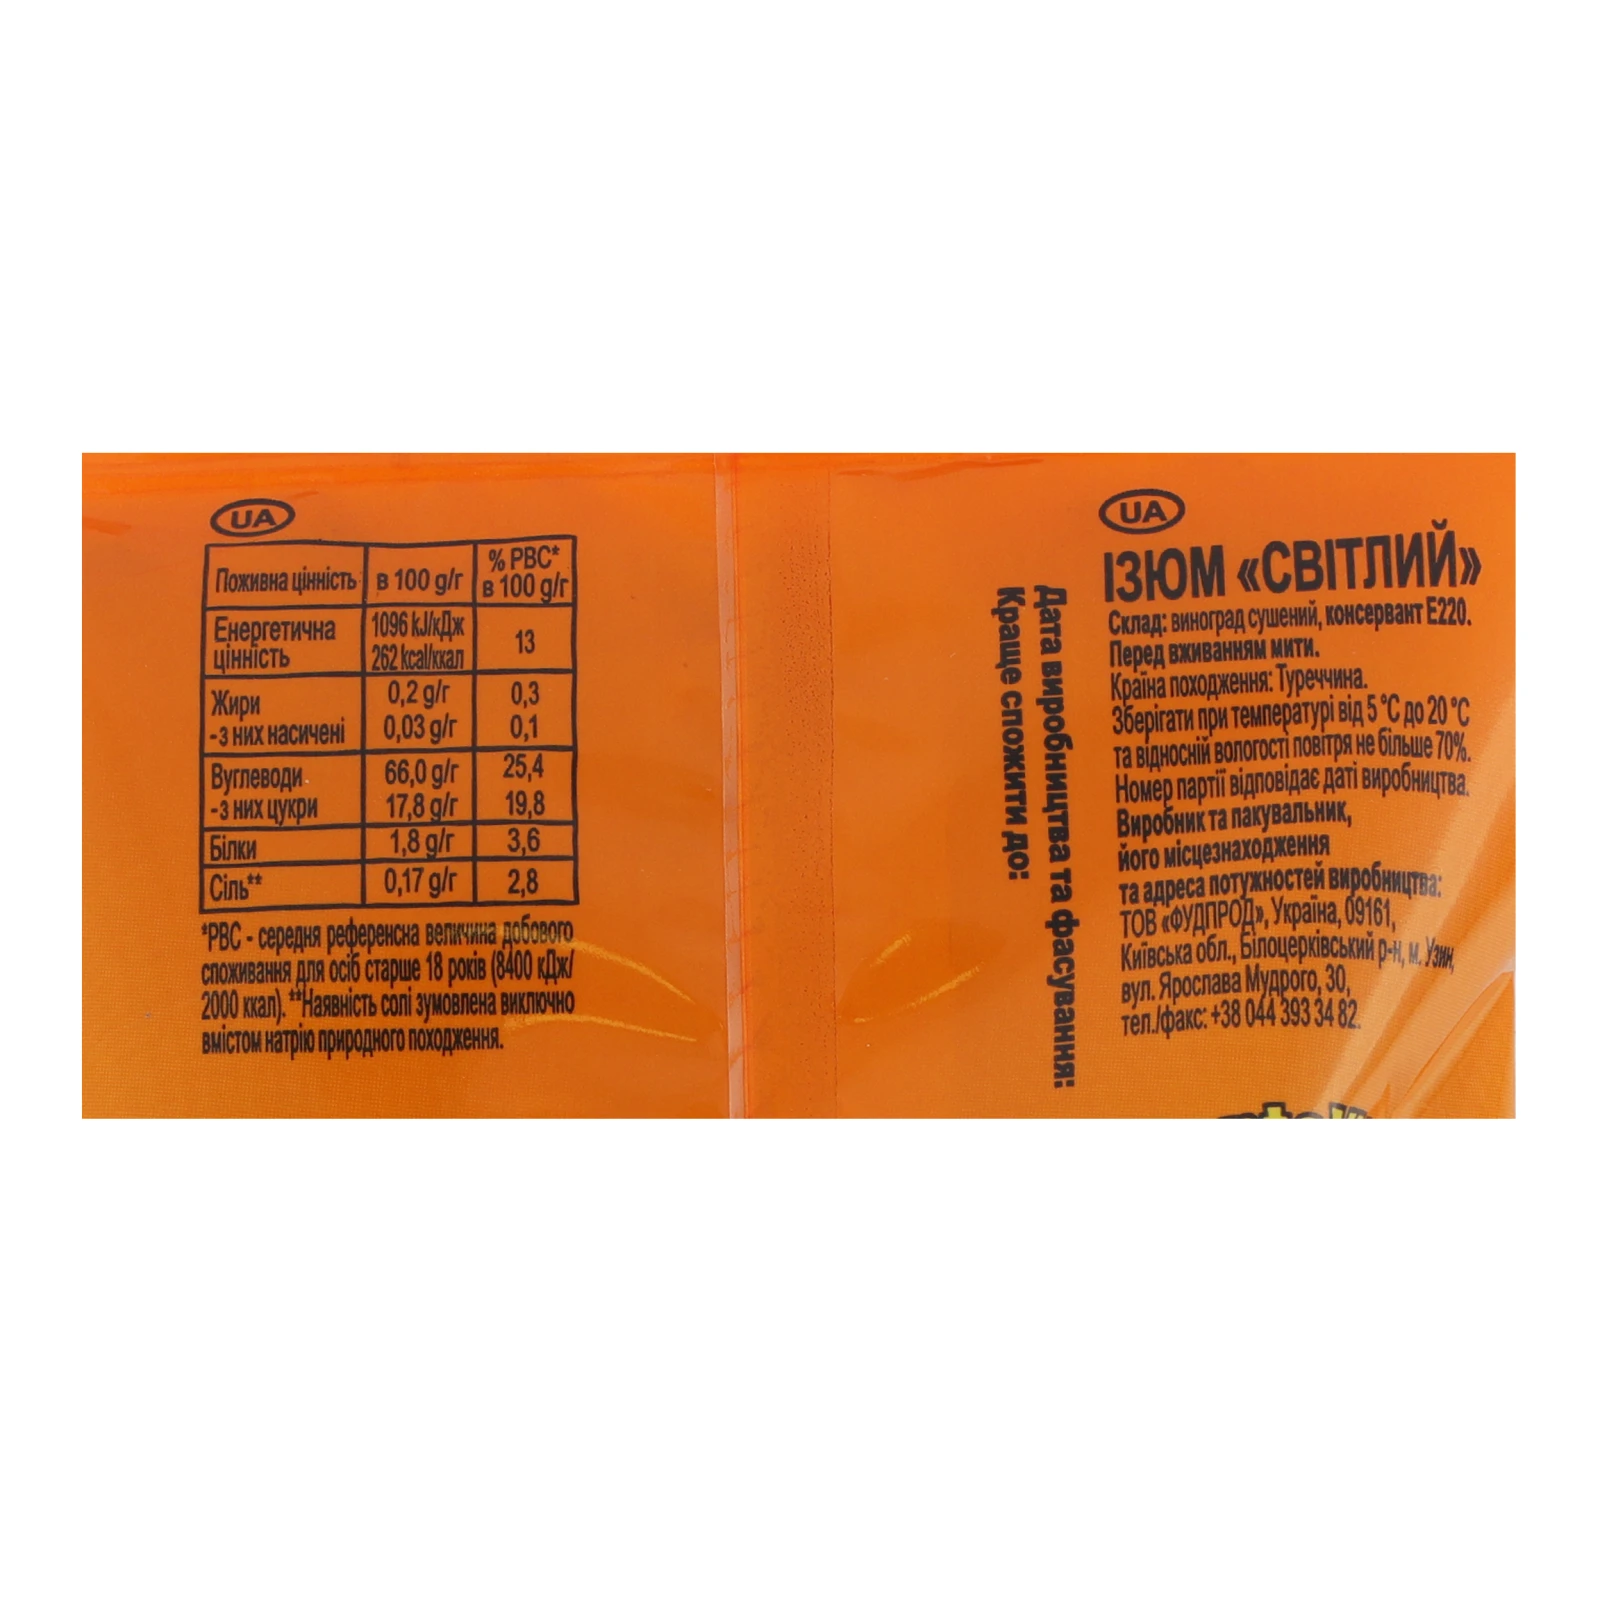 UA
Поживна цінність в 100 g/г % РВС* в 100 g/г
Енергетична цінність 1096 kJ/кДж 262 kcal/ккал 13
Жири 0,2 g/г 0,3
-з них насичені 0,03 g/г 0,1
Вуглеводи 66,0 g/г 25,4
-з них цукри 17,8 g/г 19,8
Білки 1,8 g/г 3,6
Сіль** 0,17 g/г 2,8
*РВС - середня референсна величина добового
споживання для осіб старше 18 років (8400 кДж/
2000 ккал). **Наявність солі зумовлена виключно
вмістом натрію природного походження.
Дата виробництва та фасування:
Краще спожити до:
UA
ІЗЮМ «СВІТЛИЙ»
Склад: виноград сушений, консервант Е220.
Перед вживанням мити.
Країна походження: Туреччина.
Зберігати при температурі від 5 °С до 20 °С
та відносній вологості повітря не більше 70%.
Номер партії відповідає даті виробництва.
Виробник та пакувальник,
його місцезнаходження
та адреса потужностей виробництва:
ТОВ «ФУДПРОД», Україна, 09161,
Київська обл., Білоцерківський р-н, м. Узин,
вул. Ярослава Мудрого, 30,
тел./факс: +38 044 393 34 82.